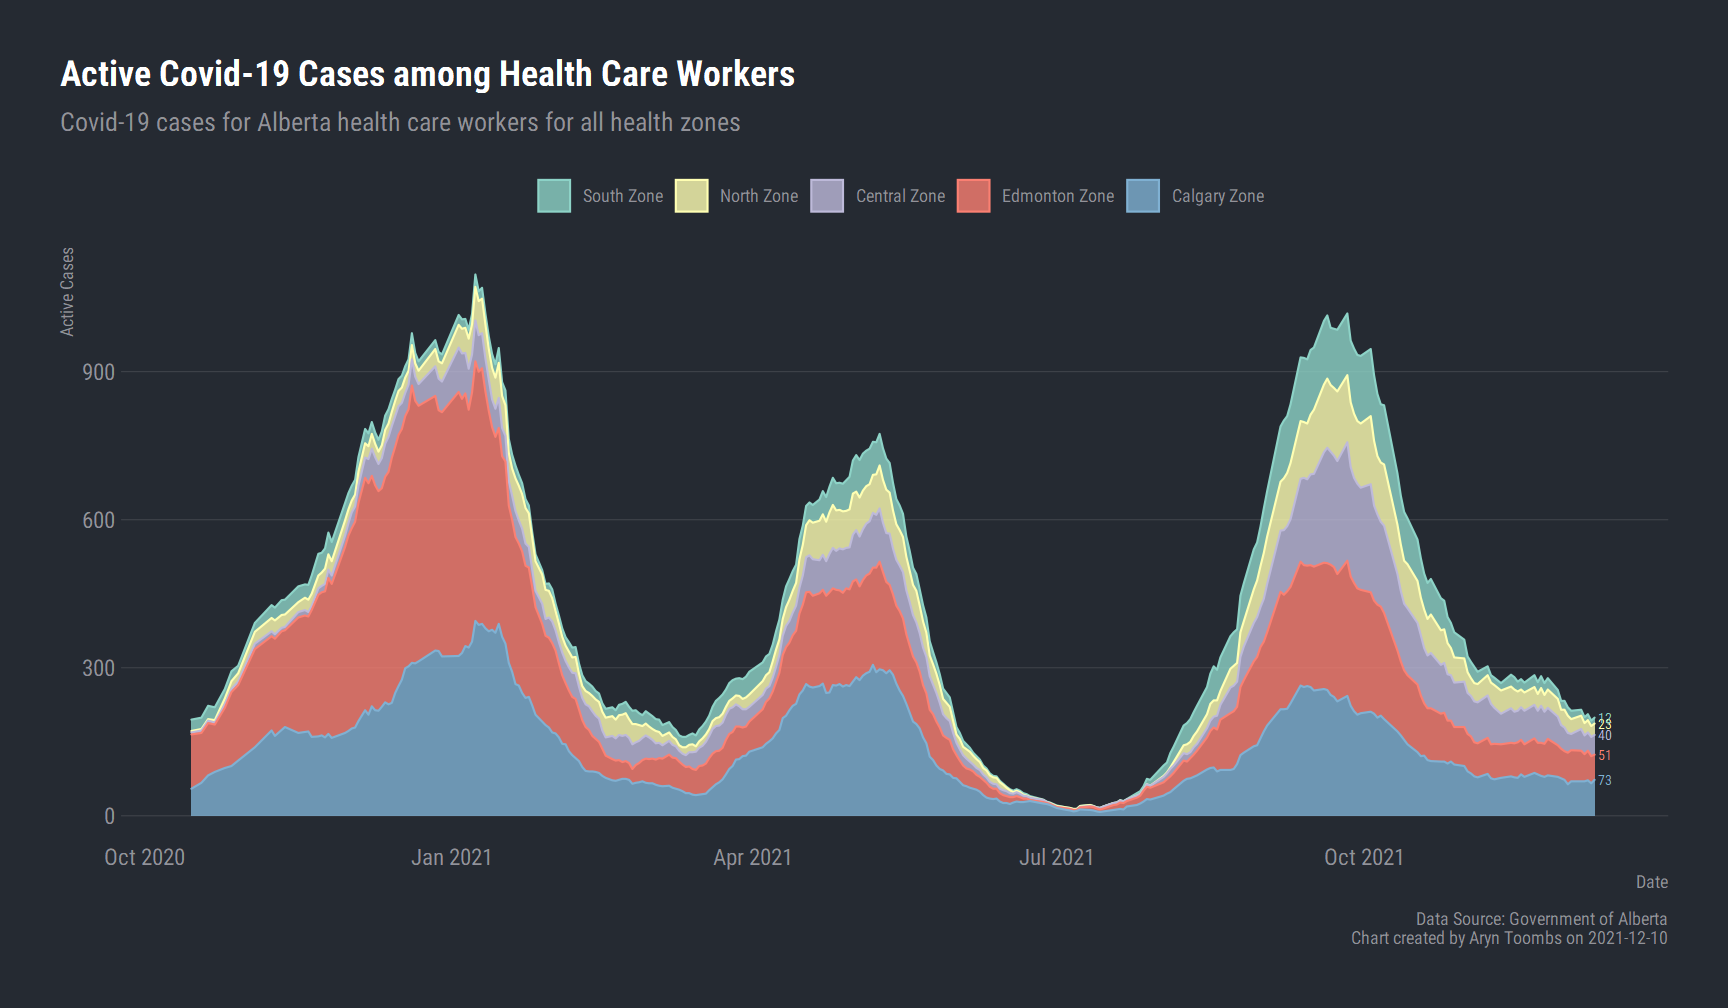 Active Covid-19 Cases among Health Care Workers
Covid-19 cases for Alberta health care workers for all health zones
South Zone North Zone Central Zone Edmonton Zone Calgary Zone
Active Cases
900
600
300
0
23
40
51
73
Oct 2020 Jan 2021 Apr 2021 Jul 2021 Oct 2021
Date
Data Source: Government of Alberta
Chart created by Aryn Toombs on 2021-12-10